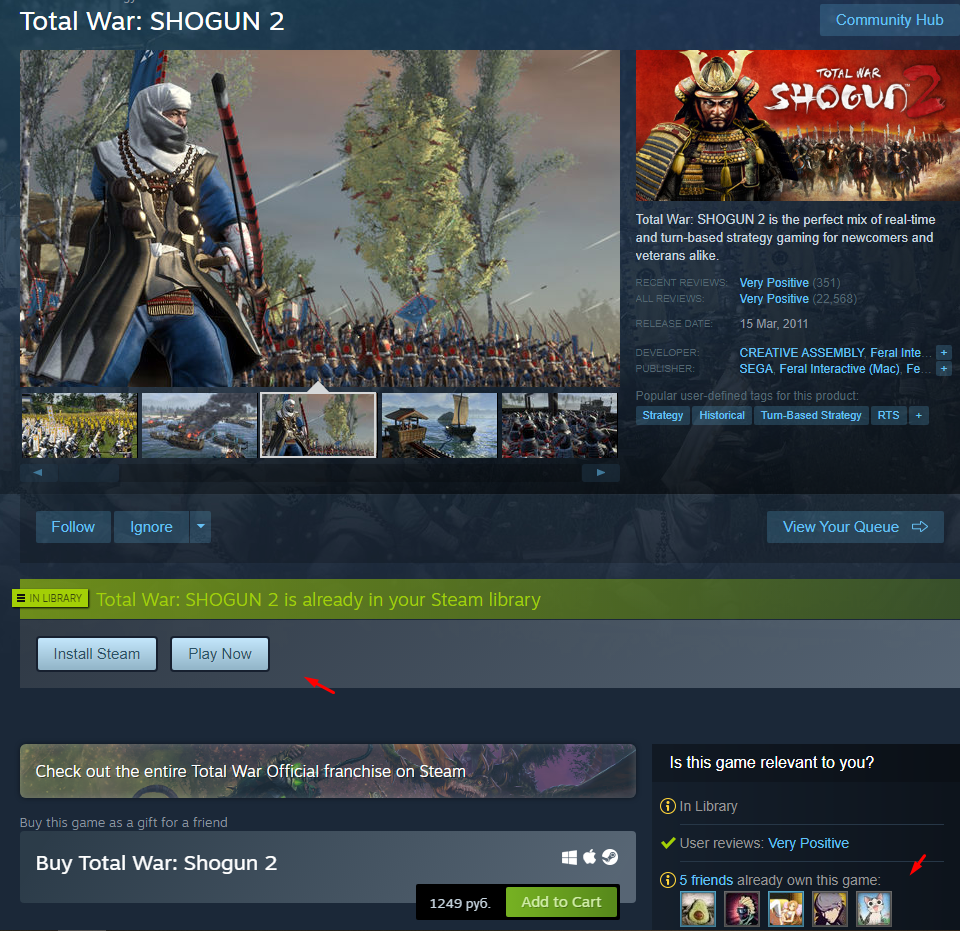 Total War: SHOGUN 2
Community Hub
TOTAL WAR
SHOGUN 2
Total War: SHOGUN 2 is the perfect mix of real-time
and turn-based strategy gaming for newcomers and
veterans alike.
RECENT REVIEWS: Very Positive (351)
ALL REVIEWS: Very Positive (22,568)
RELEASE DATE: 15 Mar, 2011
DEVELOPER: CREATIVE ASSEMBLY, Feral Inte... +
PUBLISHER: SEGA, Feral Interactive (Mac), Fe... +
Popular user-defined tags for this product:
Strategy Historical Turn-Based Strategy RTS +
Follow Ignore View Your Queue
IN LIBRARY Total War: SHOGUN 2 is already in your Steam library
Install Steam Play Now
Check out the entire Total War Official franchise on Steam
Is this game relevant to you?
In Library
Buy this game as a gift for a friend
Buy Total War: Shogun 2
User reviews: Very Positive
5 friends already own this game:
1249 руб. Add to Cart